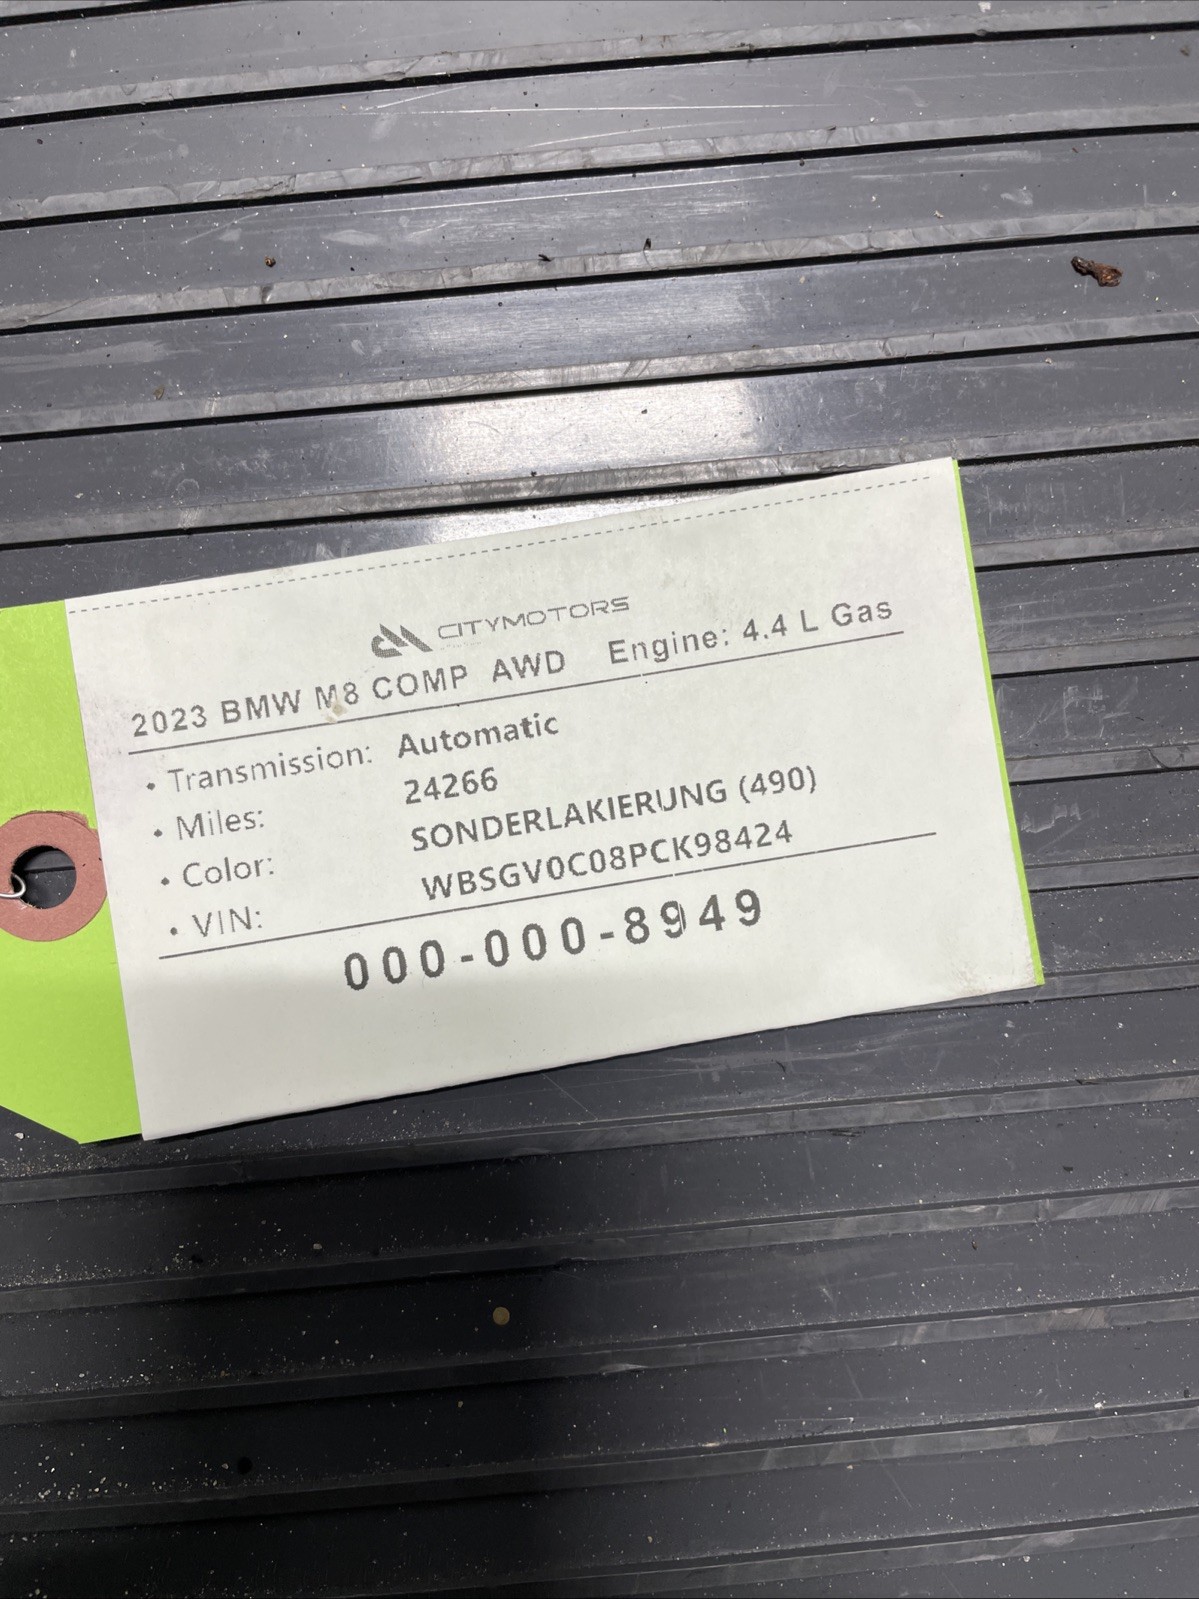 CITYMOTORS
2023 BMW M8 COMP AWD Engine: 4.4 L Gas
• Transmission: Automatic
• Miles: 24266
• Color: SONDERLAKIERUNG (490)
• VIN: WBSGV0C08PCK98424
000-000-8949